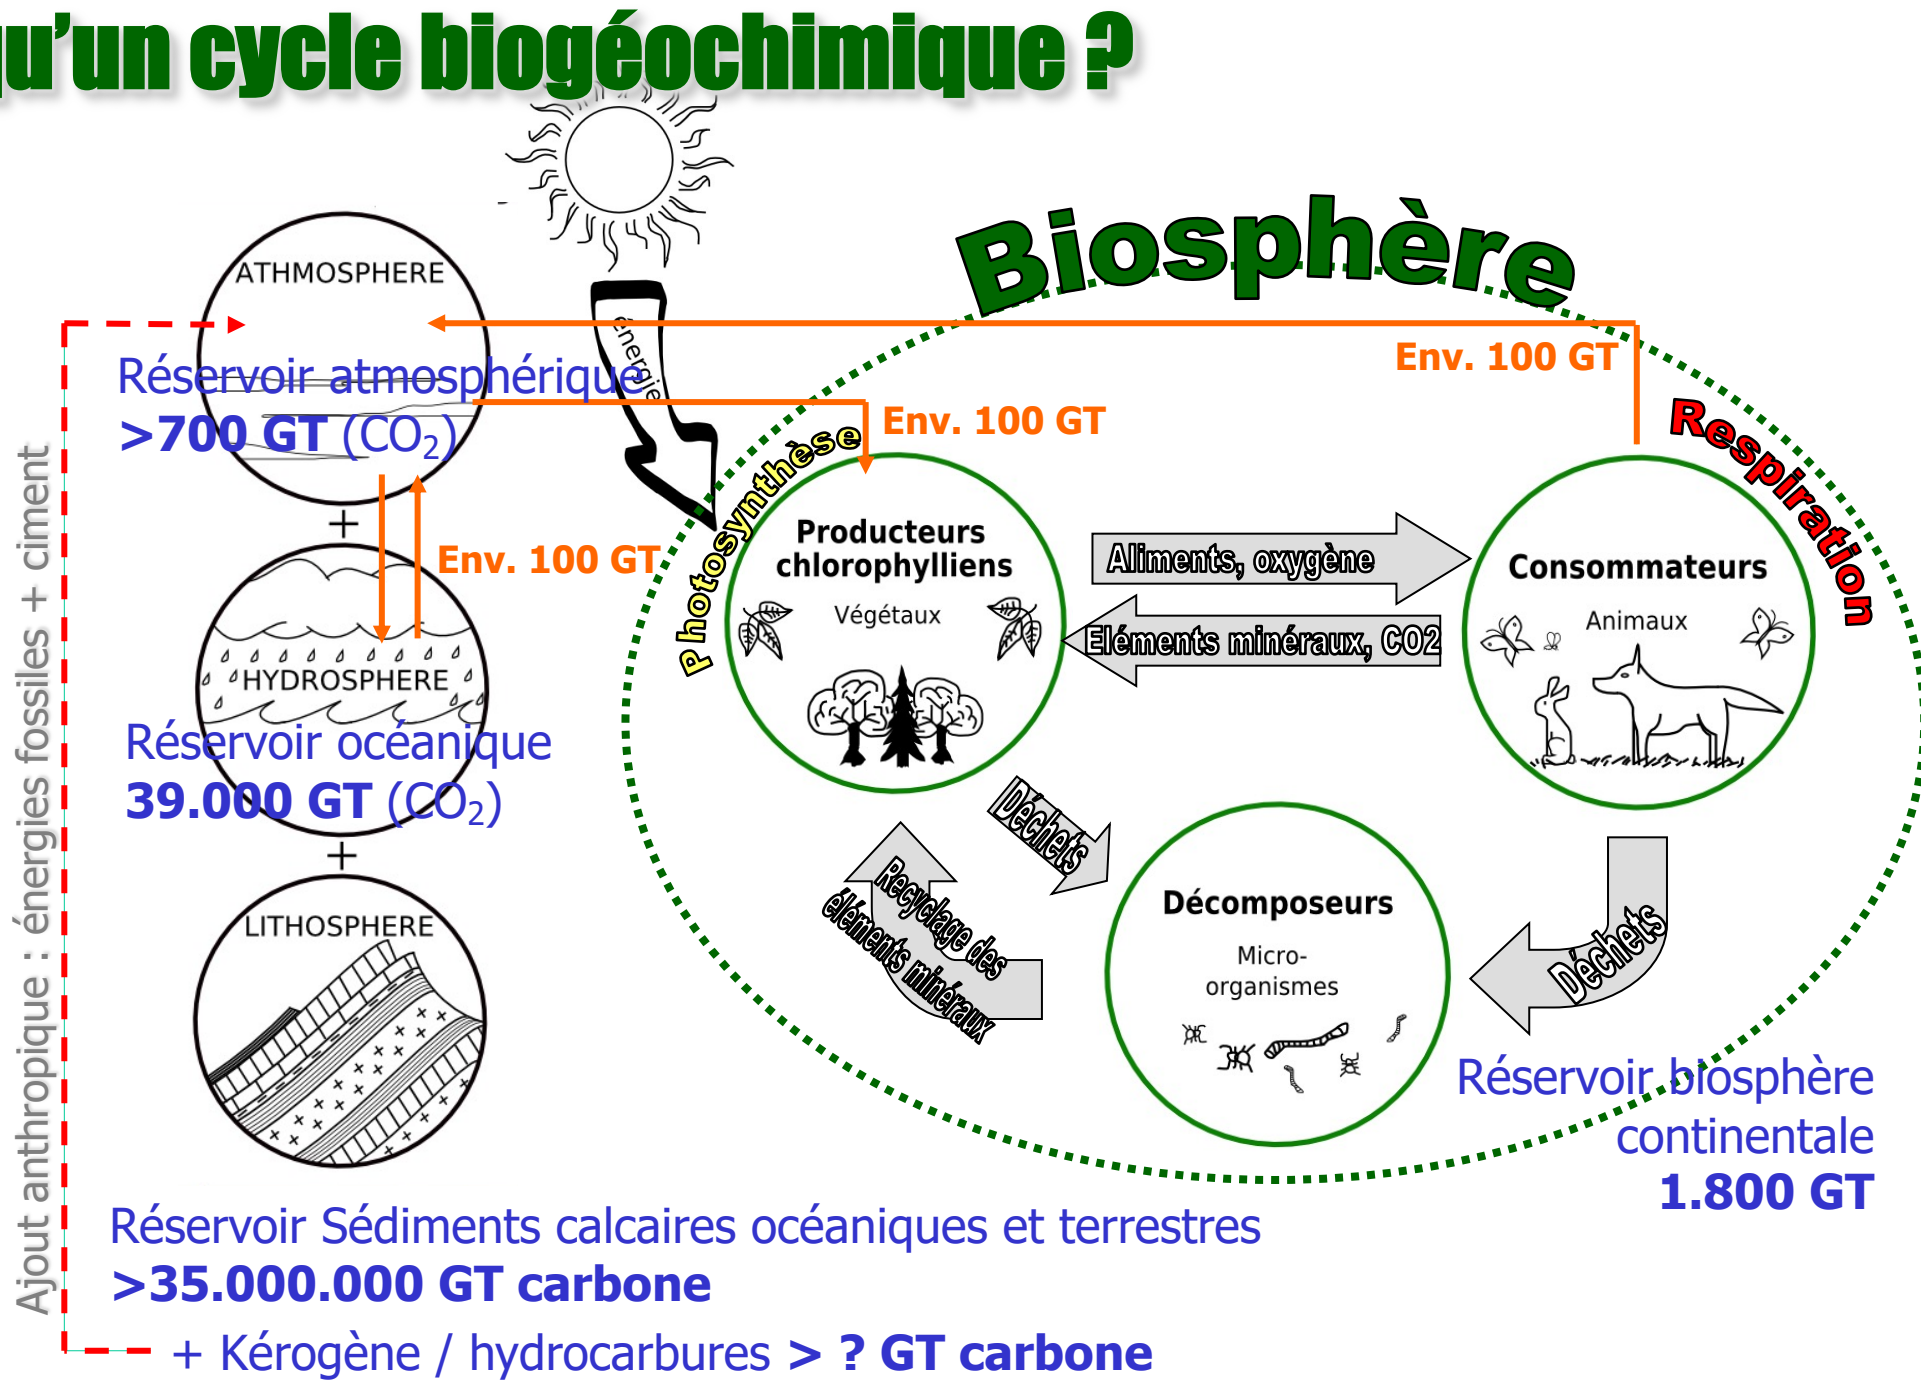 qu'un cycle biogéochimique ?
énergie
Biosphère
ATHMOSPHERE
Réservoir atmosphérique
>700 GT (CO₂)
Env. 100 GT
Env. 100 GT
Photosynthèse
Respiration
+
Env. 100 GT
HYDROSPHERE
Réservoir océanique
39.000 GT (CO₂)
+
LITHOSPHERE
Producteurs
chlorophylliens
Végétaux
Aliments, oxygène
Eléments minéraux, CO2
Consommateurs
Animaux
Déchets
Recyclage des
éléments minéraux
Décomposeurs
Micro-
organismes
Déchets
Réservoir biosphère
continentale
1.800 GT
Réservoir Sédiments calcaires océaniques et terrestres
>35.000.000 GT carbone
+ Kérogène / hydrocarbures > ? GT carbone
Ajout anthropique : énergies fossiles + ciment